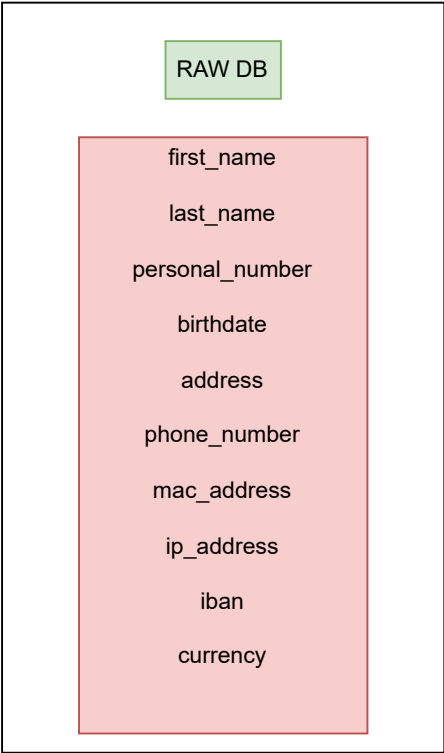 RAW DB
first_name
last_name
personal_number
birthdate
address
phone_number
mac_address
ip_address
iban
currency